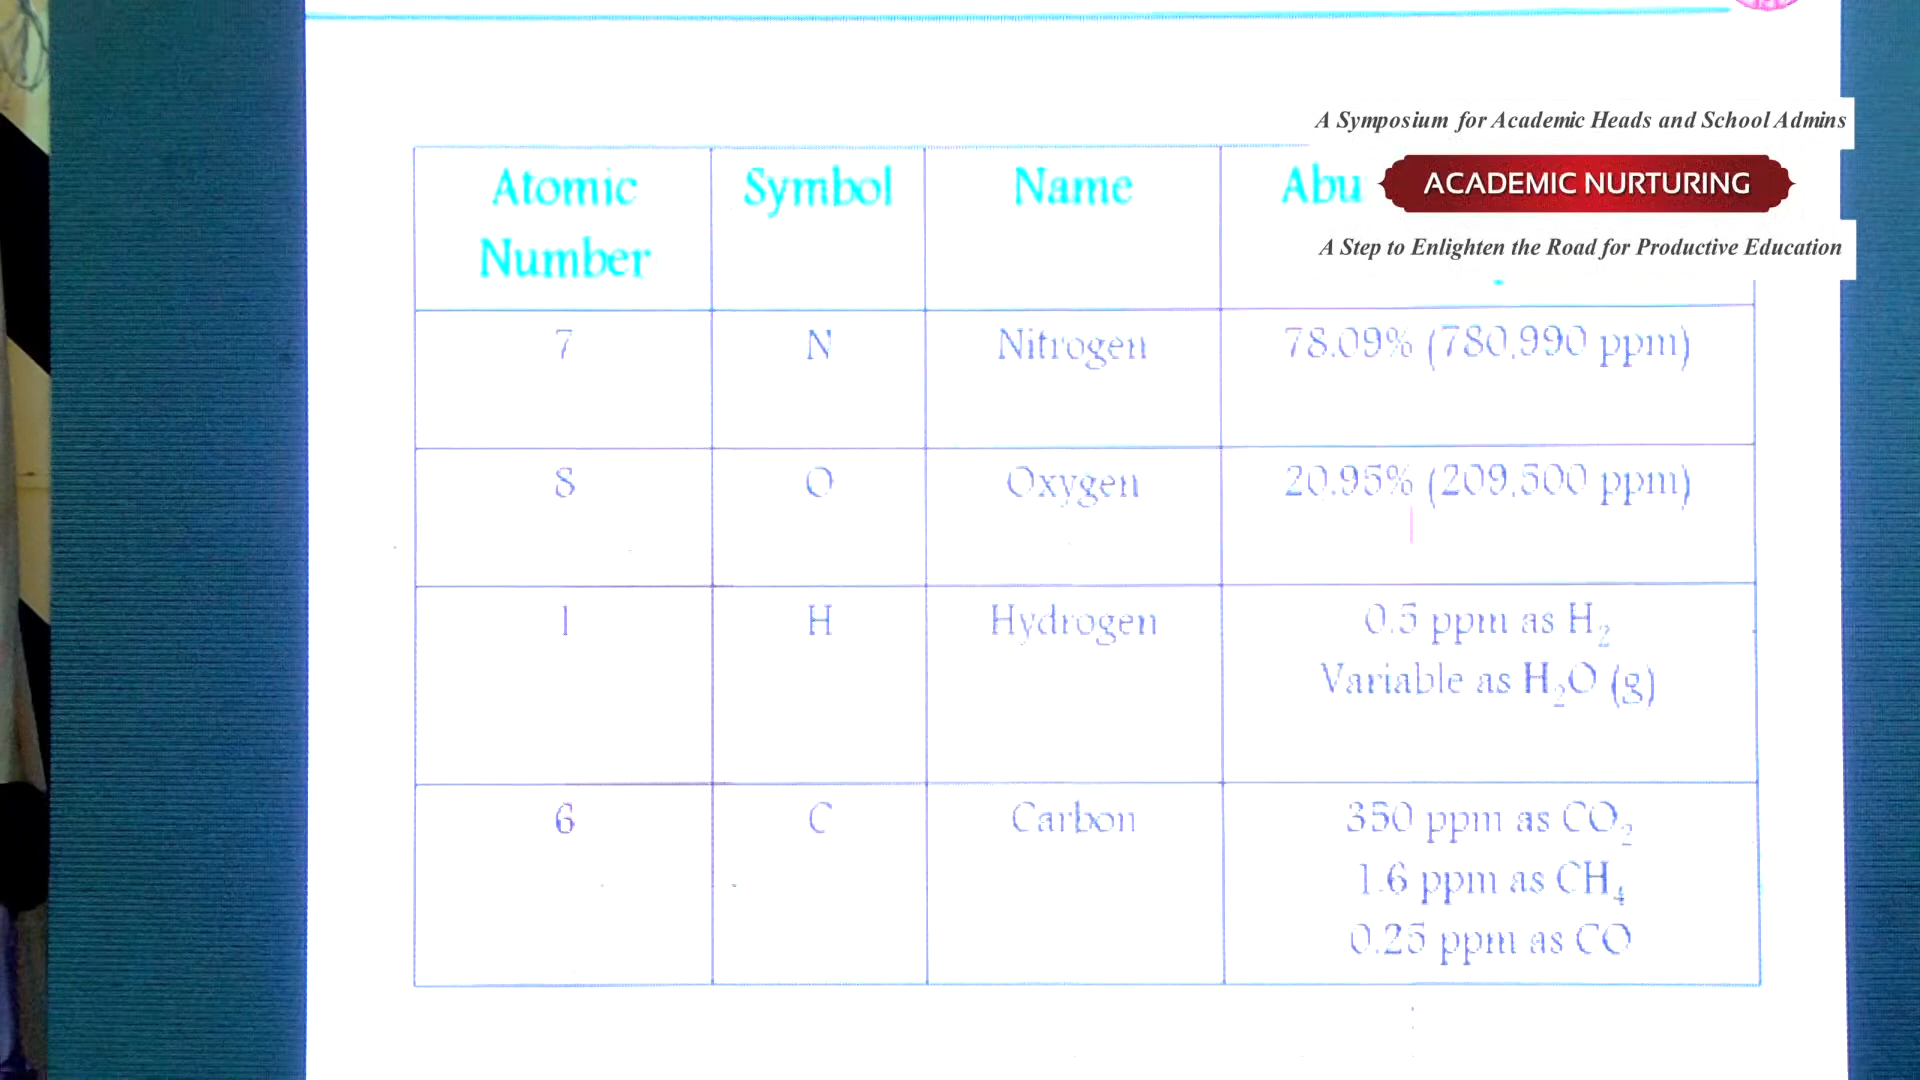 A Symposium for Academic Heads and School Admins
ACADEMIC NURTURING
A Step to Enlighten the Road for Productive Education
Atomic Number Symbol Name Abu
7 N Nitrogen 78.09% (780,990 ppm)
8 O Oxygen 20.95% (209,500 ppm)
1 H Hydrogen 0.5 ppm as H₂
Variable as H₂O (g)
6 C Carbon 350 ppm as CO₂
1.6 ppm as CH₄
0.25 ppm as CO